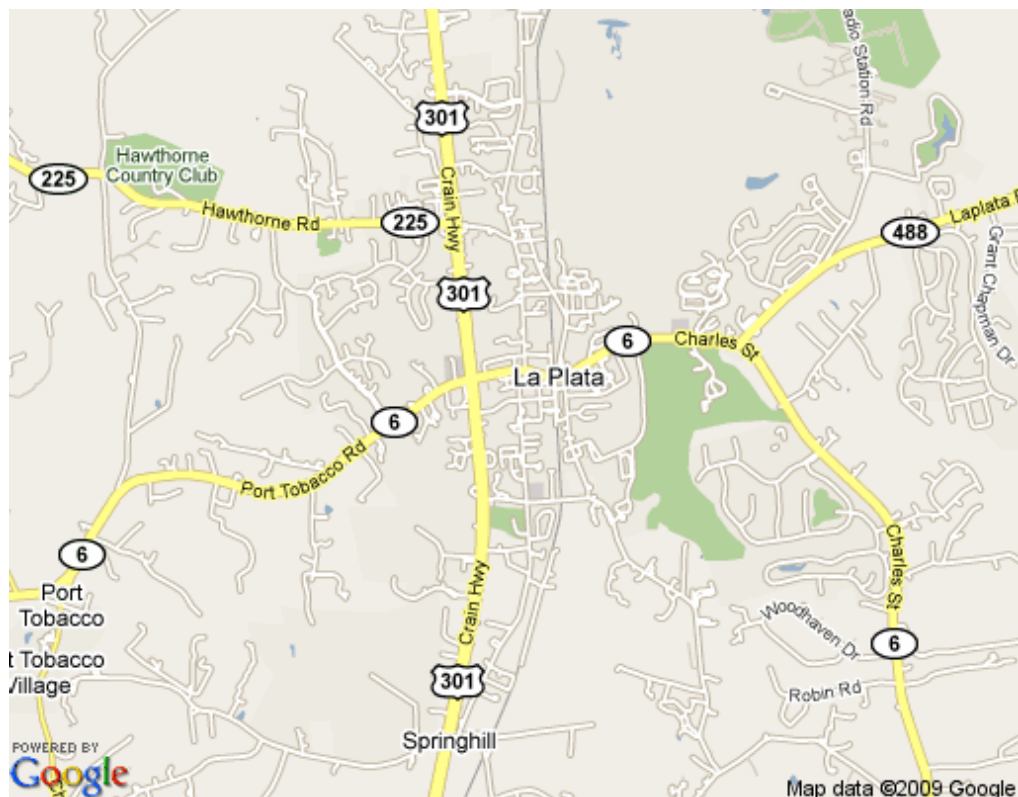 adio Station Rd
301
Hawthorne
Country Club
225
Crain Hwy
Hawthorne Rd
225
488
Laplata R
Grant Chapman Dr
301
6
Charles St
La Plata
6
Port Tobacco Rd
6
Charles St
Port
Tobacco
t Tobacco
Village
Crain Hwy
Woodhaven Dr
6
301
Robin Rd
Springhill
POWERED BY
Google
Ch
Map data ©2009 Google